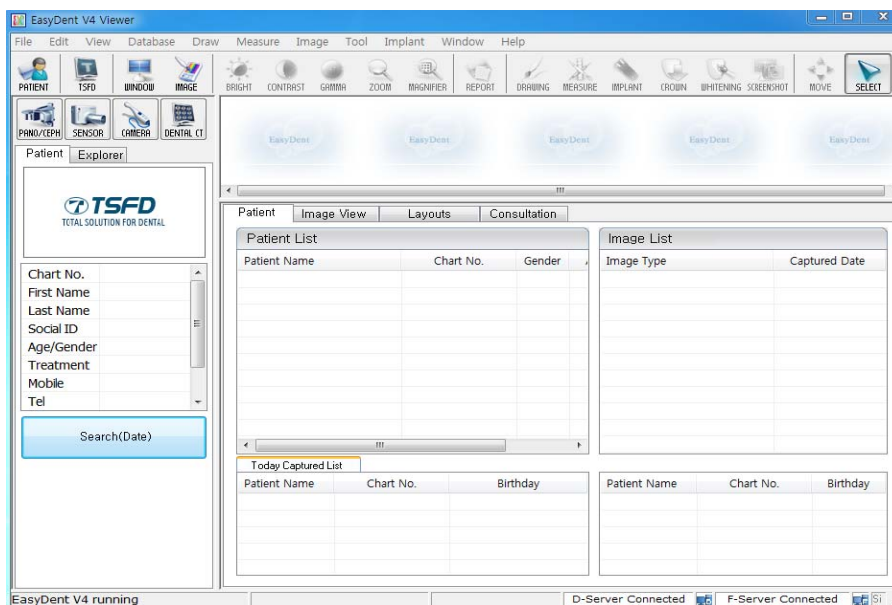 EasyDent V4 Viewer
File Edit View Database Draw Measure Image Tool Implant Window Help
PATIENT TSFD WINDOW IMAGE BRIGHT CONTRAST GAMMA ZOOM MAGNIFIER REPORT DRAWING MEASURE IMPLANT CROWN WHITENING SCREENSHOT MOVE SELECT
PANO/CEPH SENSOR CAMERA DENTAL CT
EasyDent EasyDent EasyDent EasyDent EasyDent
Patient Explorer
TSFD
TOTAL SOLUTION FOR DENTAL
Chart No.
First Name
Last Name
Social ID
Age/Gender
Treatment
Mobile
Tel
Search(Date)
Patient Image View Layouts Consultation
Patient List
Patient Name Chart No. Gender
Image List
Image Type Captured Date
Today Captured List
Patient Name Chart No. Birthday
Patient Name Chart No. Birthday
EasyDent V4 running D-Server Connected F-Server Connected Si